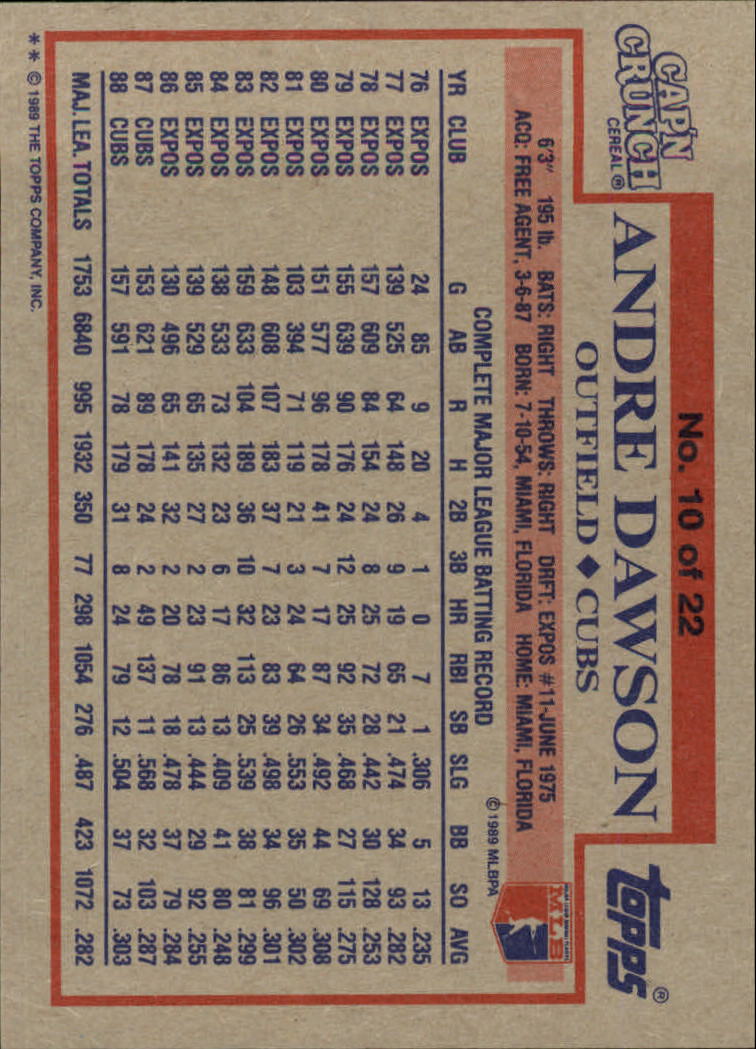 No. 10 of 22
CAP'N
CRUNCH
CEREAL®
ANDRE DAWSON
TOPPS®
OUTFIELD ♦ CUBS
6'3" 195 lb. BATS: RIGHT THROWS: RIGHT DRFT: EXPOS #11-JUNE 1975
ACQ: FREE AGENT, 3-6-87 BORN: 7-10-54, MIAMI, FLORIDA HOME: MIAMI, FLORIDA
MLB
COMPLETE MAJOR LEAGUE BATTING RECORD
© 1989 MLBPA
YR CLUB G AB R H 2B 3B HR RBI SB SLG BB SO AVG
76 EXPOS 24 85 9 20 4 1 0 7 1 .306 5 13 .235
77 EXPOS 139 525 64 148 26 9 19 65 21 .474 34 93 .282
78 EXPOS 157 609 84 154 24 8 25 72 28 .442 30 128 .253
79 EXPOS 155 639 90 176 24 12 25 92 35 .468 27 115 .275
80 EXPOS 151 577 96 178 41 7 17 87 34 .492 44 69 .308
81 EXPOS 103 394 71 119 21 3 24 64 26 .553 35 50 .302
82 EXPOS 148 608 107 183 37 7 23 83 39 .498 34 96 .301
83 EXPOS 159 633 104 189 36 10 32 113 25 .539 38 81 .299
84 EXPOS 138 533 73 132 23 6 17 86 13 .409 41 80 .248
85 EXPOS 139 529 65 135 27 2 23 91 13 .444 29 92 .255
86 EXPOS 130 496 65 141 32 2 20 78 18 .478 37 79 .284
87 CUBS 153 621 89 178 24 2 49 137 11 .568 32 103 .287
88 CUBS 157 591 78 179 31 8 24 79 12 .504 37 73 .303
MAJ. LEA. TOTALS 1753 6840 995 1932 350 77 298 1054 276 .487 423 1072 .282
** © 1989 THE TOPPS COMPANY, INC.